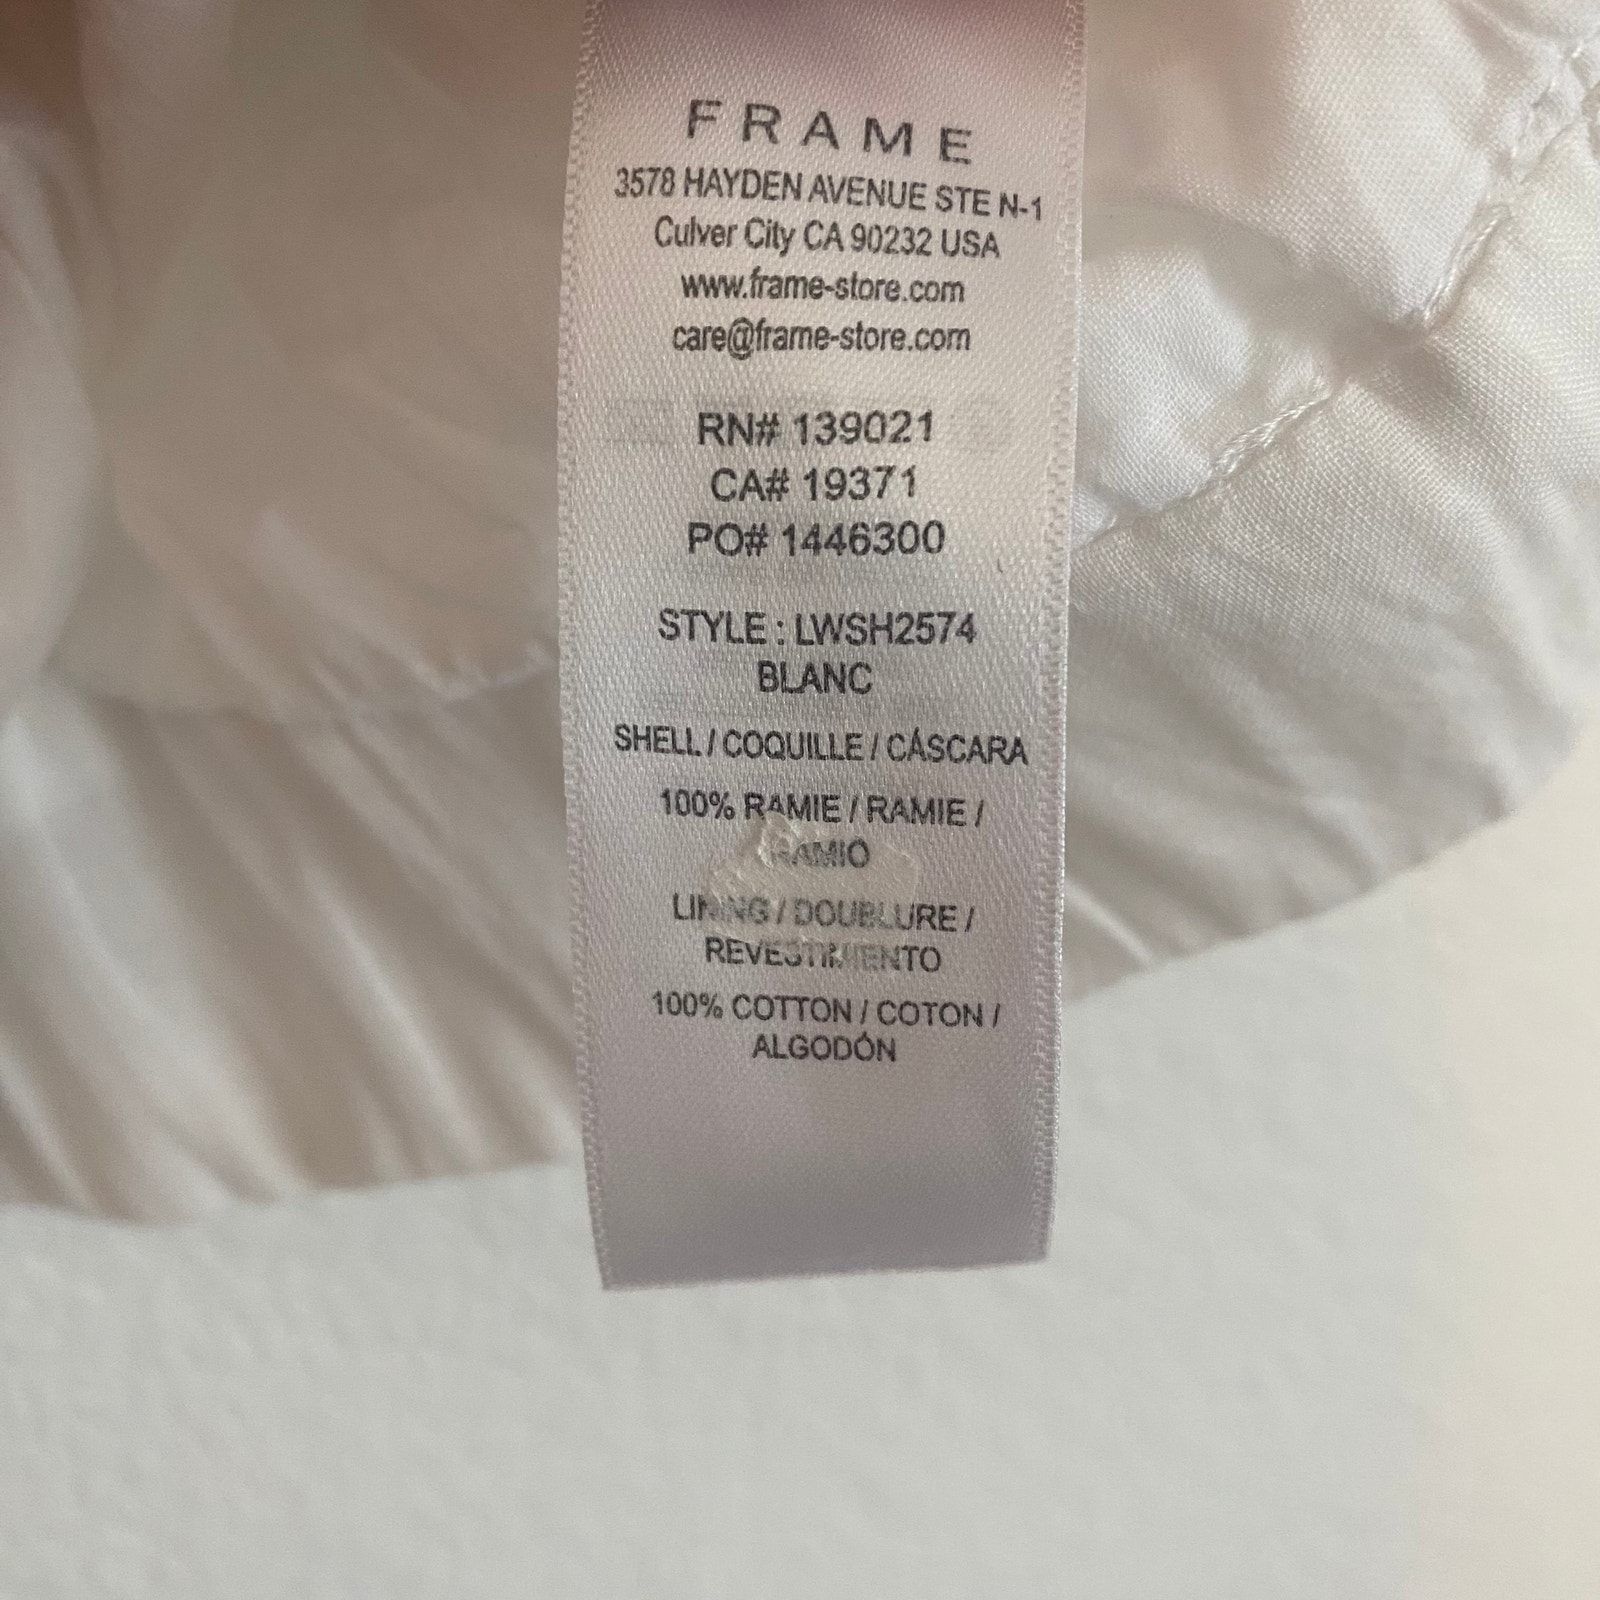 FRAME
3578 HAYDEN AVENUE STE N-1
Culver City CA 90232 USA
www.frame-store.com
care@frame-store.com
RN# 139021
CA# 19371
PO# 1446300
STYLE : LWSH2574
BLANC
SHELL / COQUILLE / CÁSCARA
100% RAMIE / RAMIE /
RAMIO
LINING / DOUBLURE /
REVESTIMIENTO
100% COTTON / COTON /
ALGODÓN